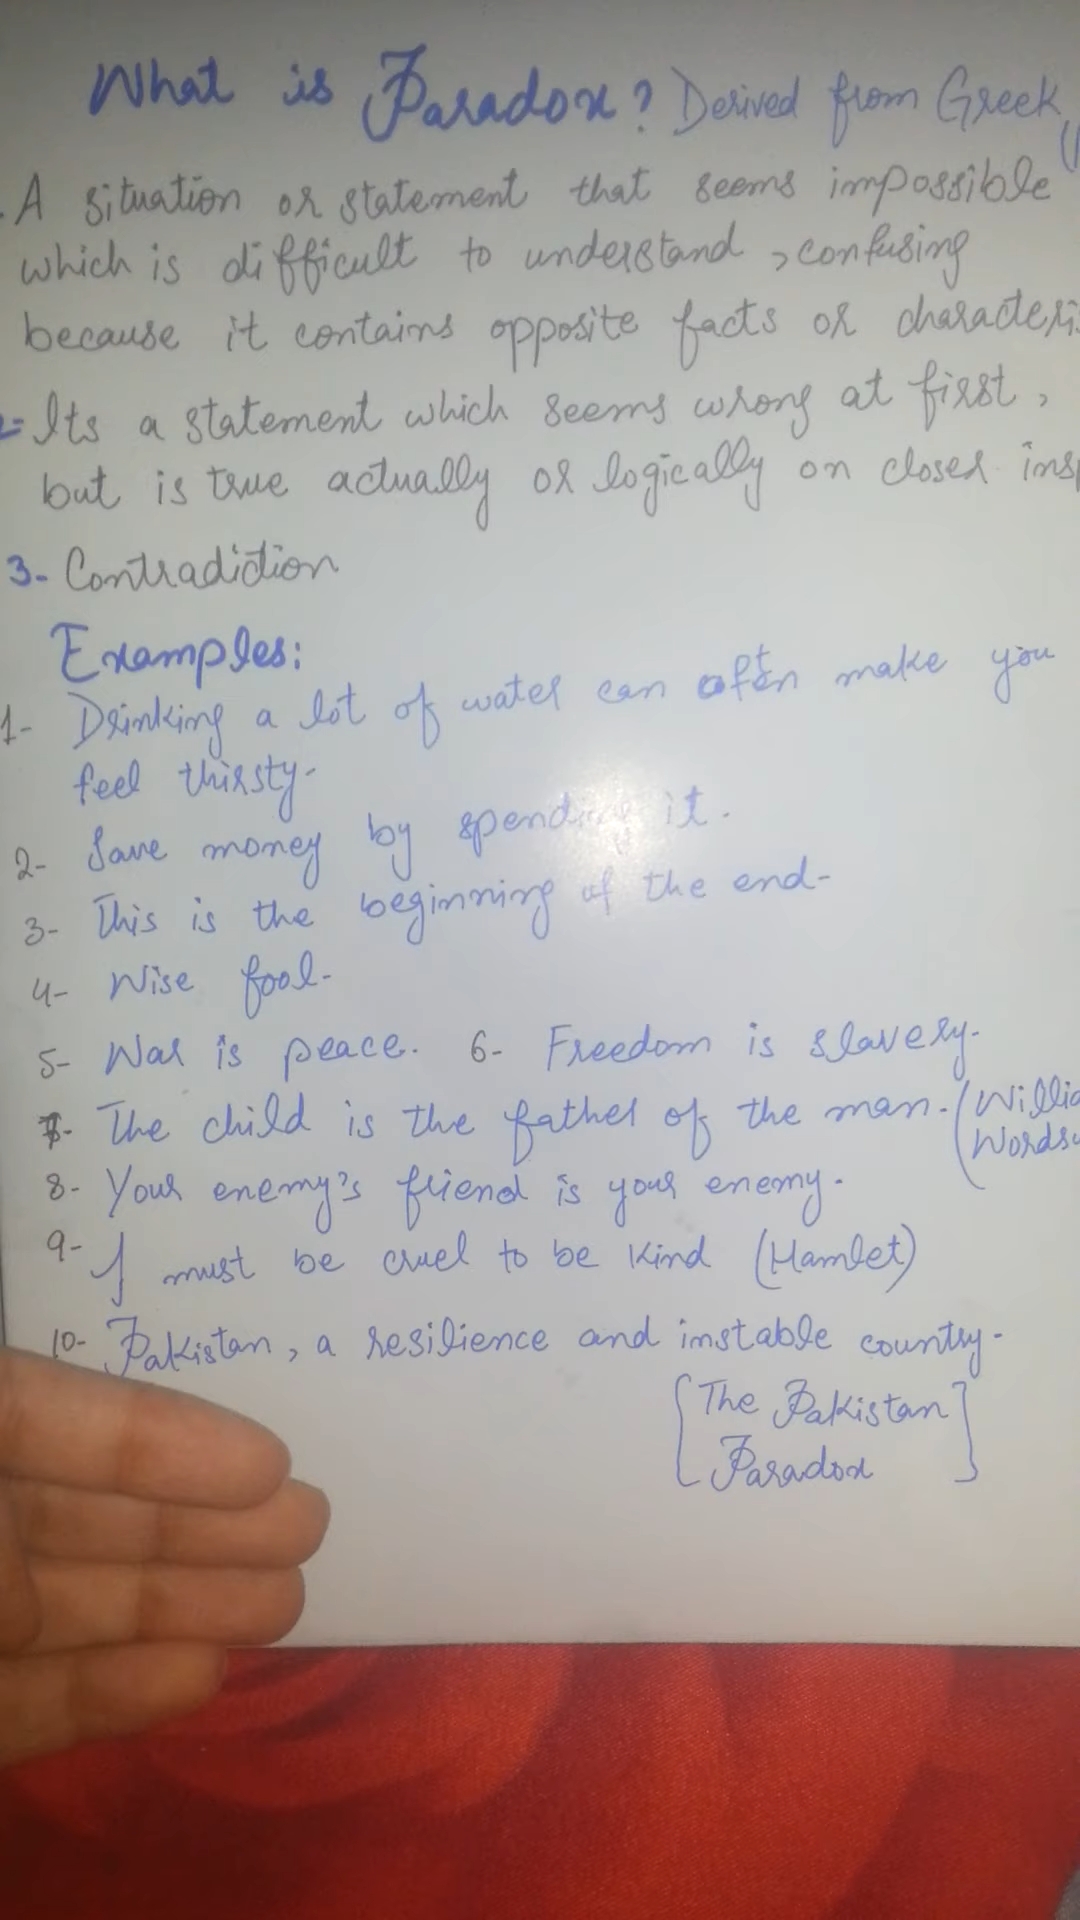 What is Paradox? Derived from Greek
A situation or statement that seems impossible
which is difficult to understand, confusing
because it contains opposite facts or
2- Its a statement which seems wrong at first,
but is true actually or logically on closer
3- Contradiction
Examples:
1- Drinking a lot of water can often make you
feel thirsty.
2- Save money by spending it.
3- This is the beginning of the end-
4- Wise fool-
5- War is peace. 6- Freedom is slavery.
7- The child is the father of the man. (
8- Your enemy's friend is your enemy.
9- I must be cruel to be kind (Hamlet)
10- Pakistan, a resilience and instable country-
[The Pakistan
Paradox]